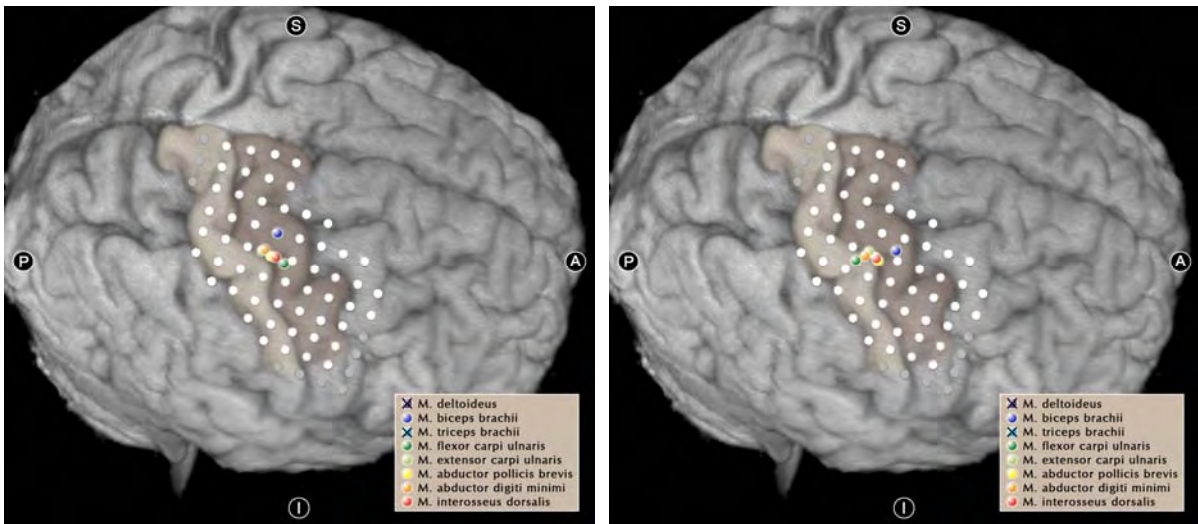 S
P
A
I
M. deltoideus
M. biceps brachii
M. triceps brachii
M. flexor carpi ulnaris
M. extensor carpi ulnaris
M. abductor pollicis brevis
M. abductor digiti minimi
M. interosseus dorsalis
S
P
A
I
M. deltoideus
M. biceps brachii
M. triceps brachii
M. flexor carpi ulnaris
M. extensor carpi ulnaris
M. abductor pollicis brevis
M. abductor digiti minimi
M. interosseus dorsalis